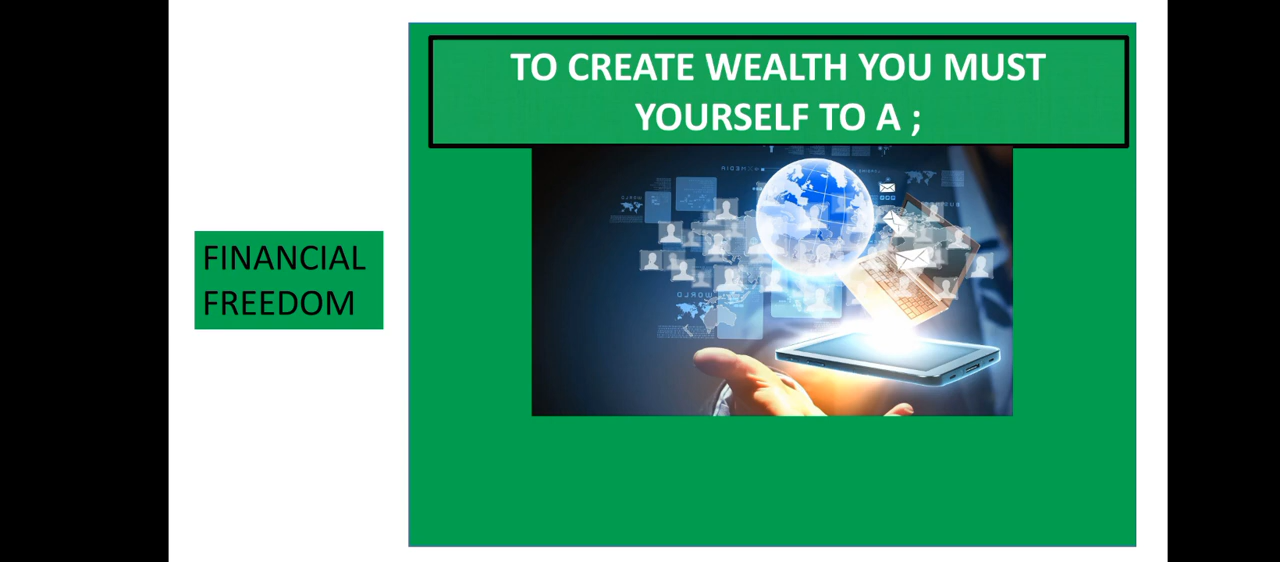 TO CREATE WEALTH YOU MUST
YOURSELF TO A ;
FINANCIAL
FREEDOM